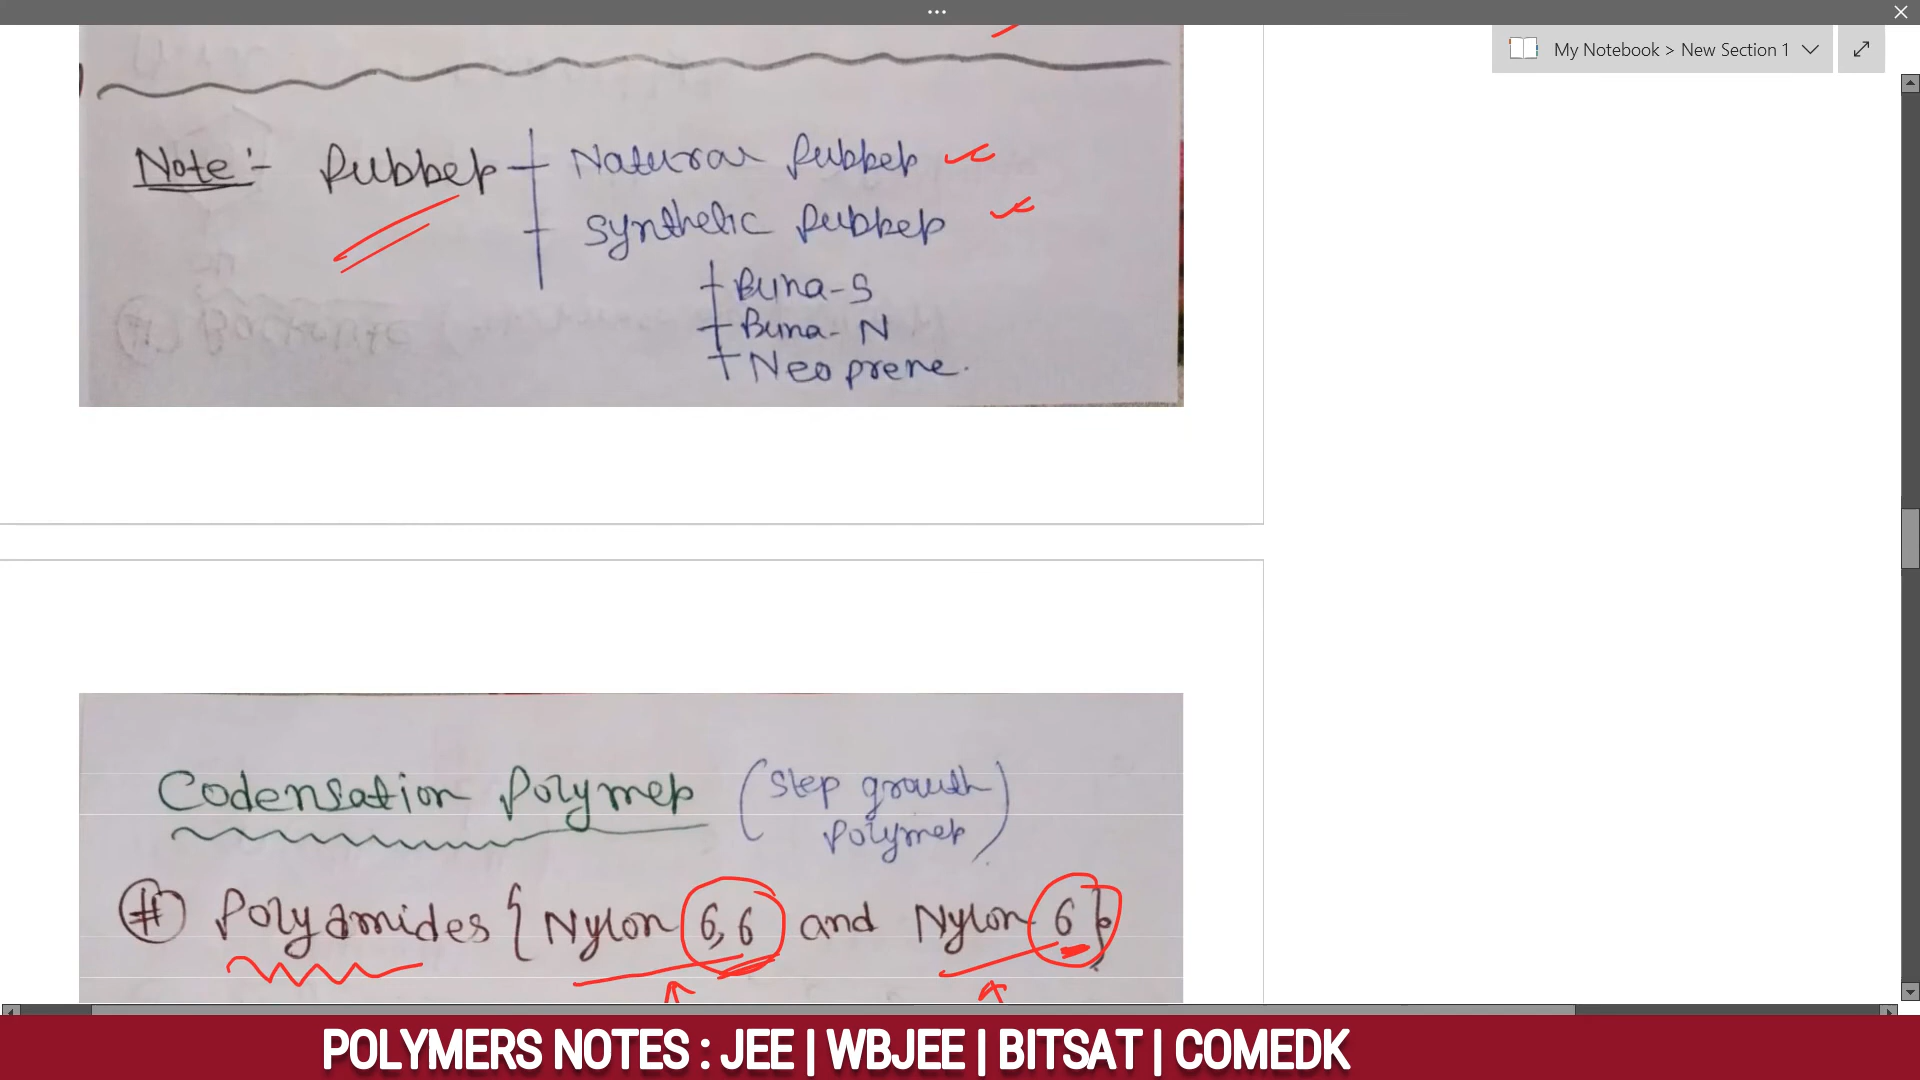 My Notebook > New Section 1
Note :- Rubber
Natural Rubber
Synthetic Rubber
Buna-S
Buna-N
Neoprene.
Codensation Polymer (Step growth
Polymer)
# Polyamides { Nylon 6,6 and Nylon 6 }
POLYMERS NOTES : JEE | WBJEE | BITSAT | COMEDK